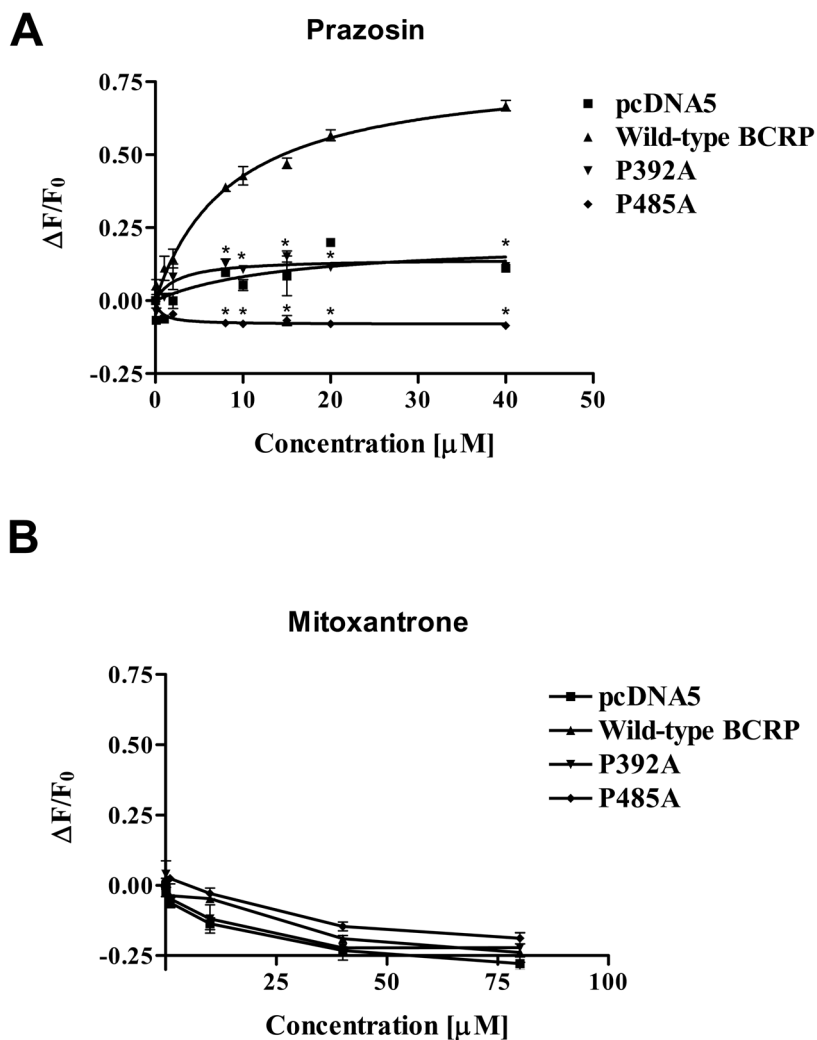 A
Prazosin
0.75
0.50
0.25
0.00
-0.25
ΔF/F₀
* * * * *
* * * * *
0 10 20 30 40 50
Concentration [μM]
pcDNA5
Wild-type BCRP
P392A
P485A
B
Mitoxantrone
0.75
0.50
0.25
0.00
-0.25
ΔF/F₀
25 50 75 100
Concentration [μM]
pcDNA5
Wild-type BCRP
P392A
P485A